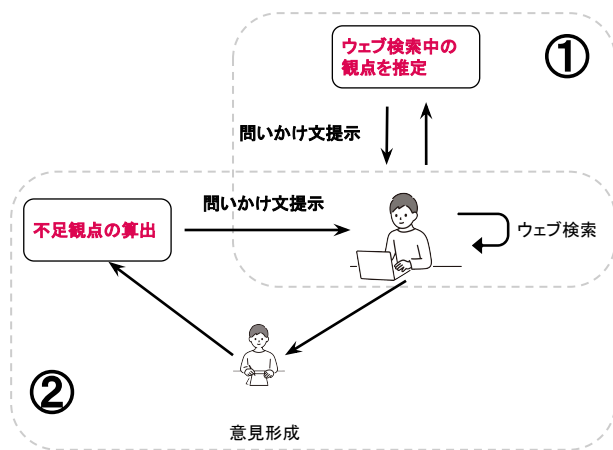 ウェブ検索中の
観点を推定
①
問いかけ文提示
問いかけ文提示
不足観点の算出
ウェブ検索
②
意見形成